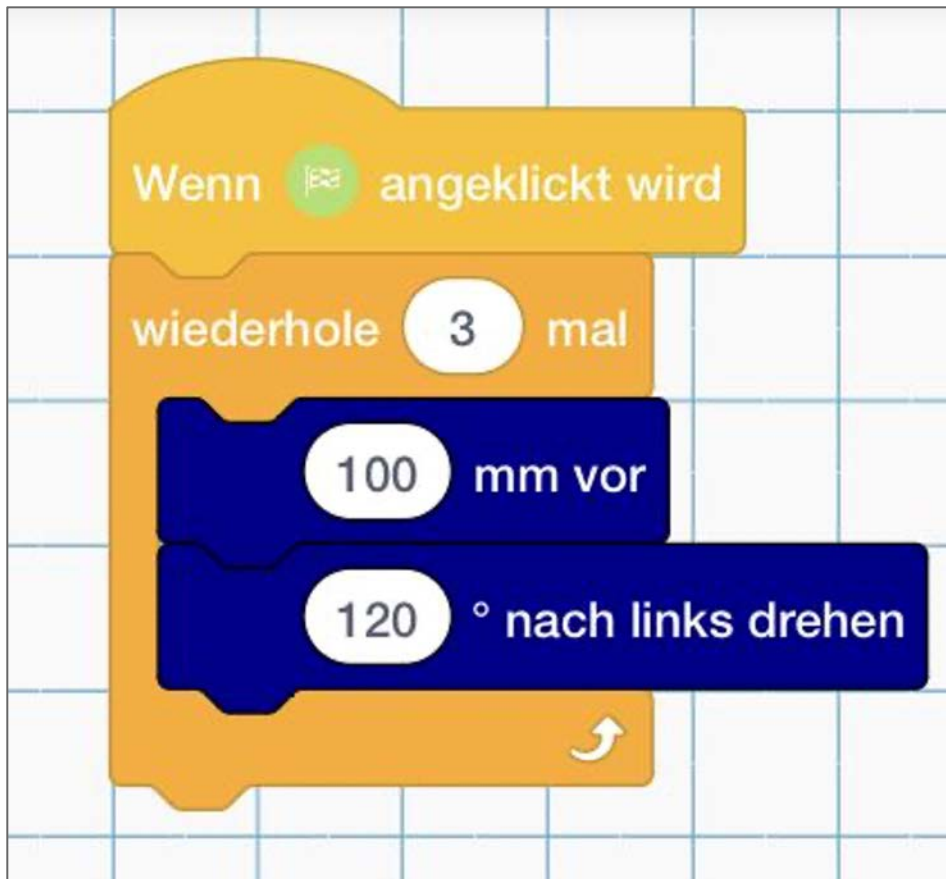 Wenn angeklickt wird
wiederhole 3 mal
100 mm vor
120 ° nach links drehen